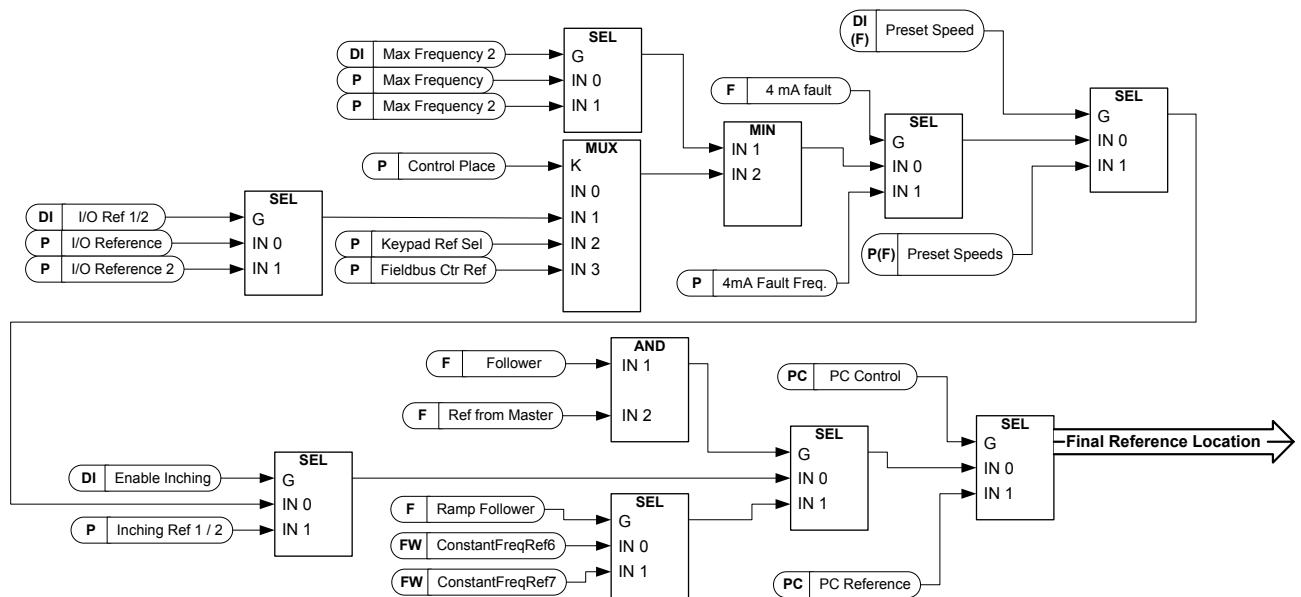 DI (F) Preset Speed
SEL
DI Max Frequency 2
G
P Max Frequency
IN 0
P Max Frequency 2
IN 1
F 4 mA fault
SEL
G
IN 0
IN 1
MIN
IN 1
IN 2
SEL
G
IN 0
IN 1
MUX
P Control Place
K
IN 0
IN 1
P Keypad Ref Sel
IN 2
P Fieldbus Ctr Ref
IN 3
SEL
DI I/O Ref 1/2
G
P I/O Reference
IN 0
P I/O Reference 2
IN 1
P(F) Preset Speeds
P 4mA Fault Freq.
AND
F Follower
IN 1
F Ref from Master
IN 2
PC PC Control
SEL
G
IN 0
IN 1
Final Reference Location
SEL
G
IN 0
IN 1
SEL
DI Enable Inching
G
IN 0
P Inching Ref 1 / 2
IN 1
SEL
F Ramp Follower
G
FW ConstantFreqRef6
IN 0
FW ConstantFreqRef7
IN 1
PC PC Reference